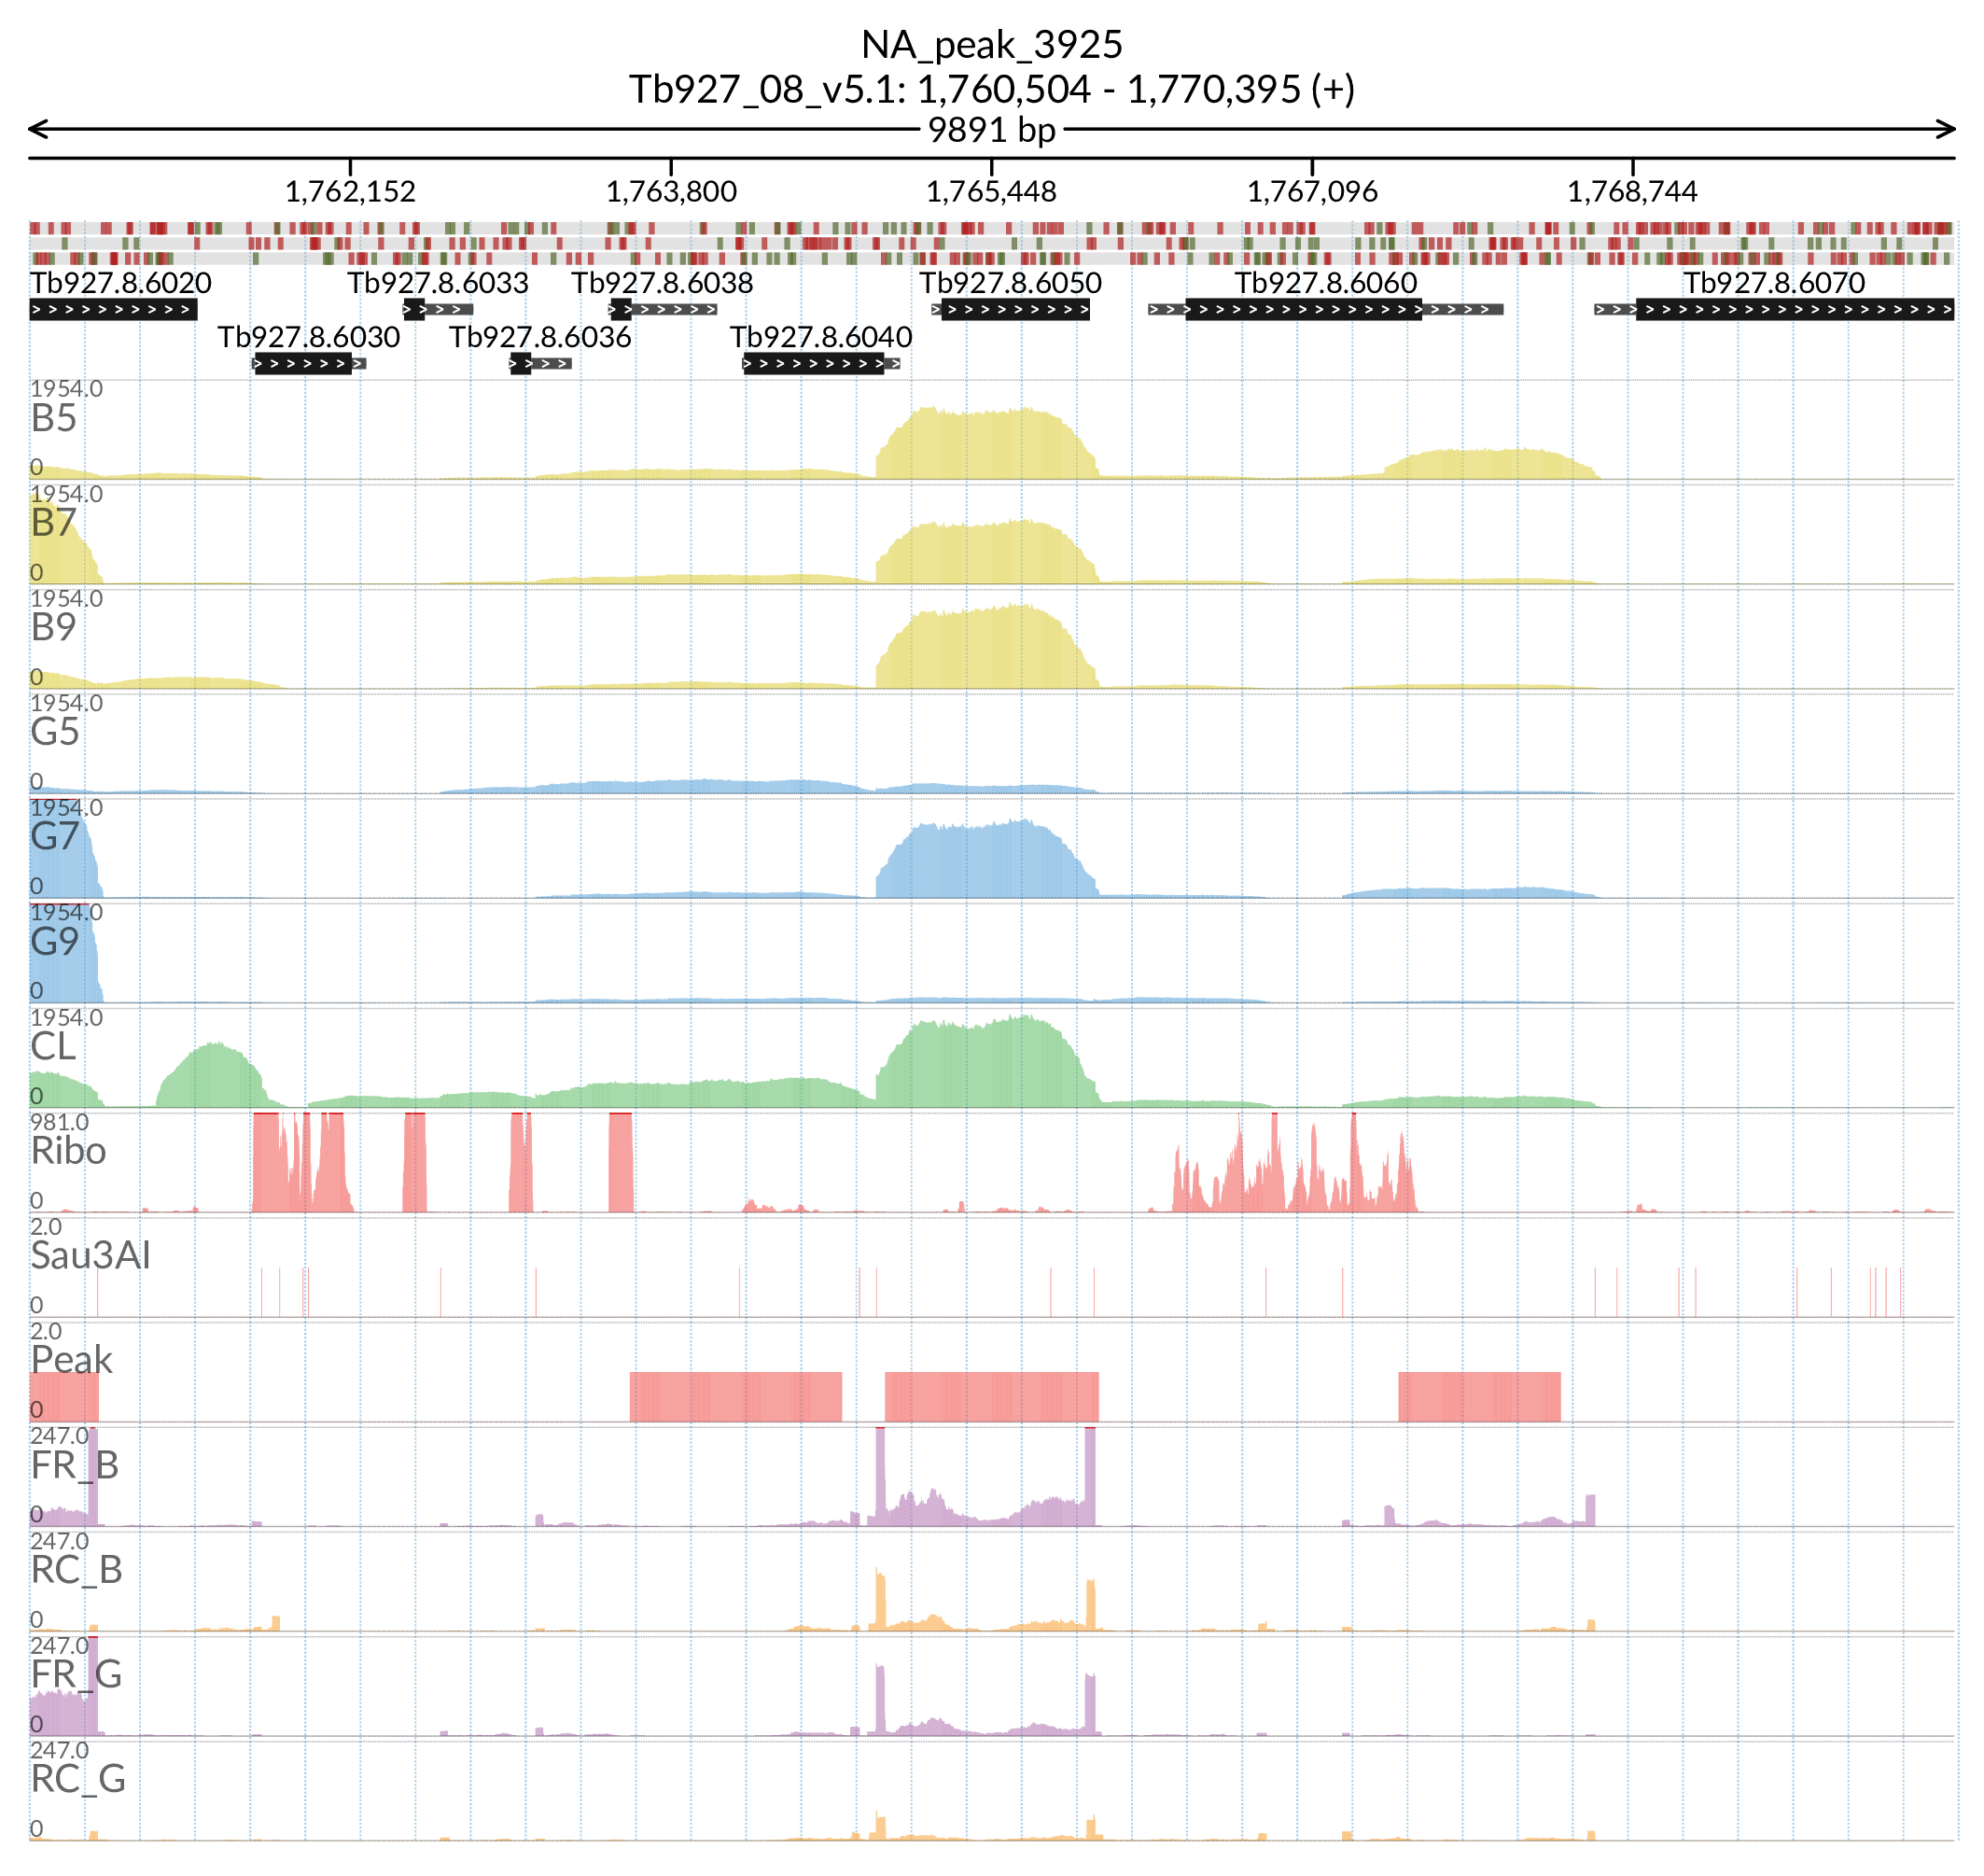 NA_peak_3925
Tb927_08_v5.1: 1,760,504 - 1,770,395 (+)
9891 bp
1,762,152 1,763,800 1,765,448 1,767,096 1,768,744
Tb927.8.6020 Tb927.8.6033 Tb927.8.6038 Tb927.8.6050 Tb927.8.6060 Tb927.8.6070
Tb927.8.6030 Tb927.8.6036 Tb927.8.6040
1954.0
B5
0
1954.0
B7
0
1954.0
B9
0
1954.0
G5
0
1954.0
G7
0
1954.0
G9
0
1954.0
CL
0
981.0
Ribo
0
2.0
Sau3AI
0
2.0
Peak
0
247.0
FR_B
0
247.0
RC_B
0
247.0
FR_G
0
247.0
RC_G
0